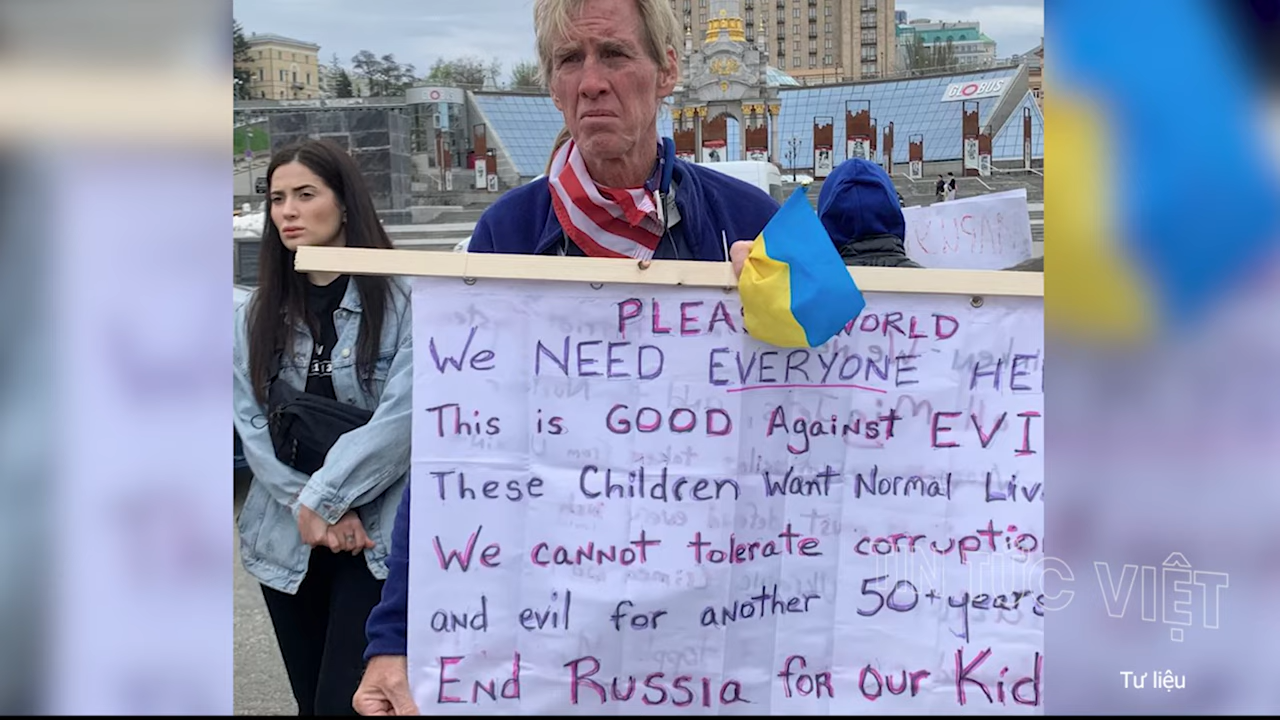 GLOBUS
PLEA WORLD
We NEED EVERYONE HE
This is GOOD Against EVI
These Children Want Normal Liv
We cannot tolerate corruptio
and evil for another 50+years
End Russia for our Kid
TIN TỨC VIỆT
Tư liệu